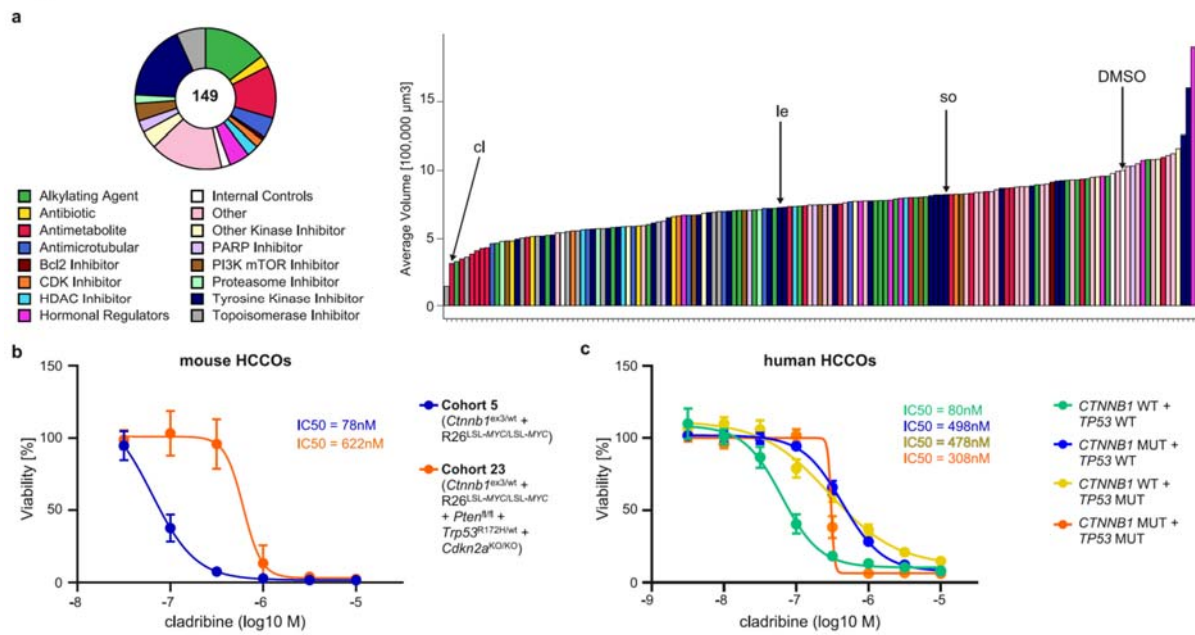 a
149
Alkylating Agent
Antibiotic
Antimetabolite
Antimicrotubular
Bcl2 Inhibitor
CDK Inhibitor
HDAC Inhibitor
Hormonal Regulators
Internal Controls
Other
Other Kinase Inhibitor
PARP Inhibitor
PI3K mTOR Inhibitor
Proteasome Inhibitor
Tyrosine Kinase Inhibitor
Topoisomerase Inhibitor
Average Volume [100,000 µm3]
15
10
5
0
cl
le
so
DMSO
b
mouse HCCOs
Viability [%]
150
100
50
0
-8
-7
-6
-5
cladribine (log10 M)
IC50 = 78nM
IC50 = 622nM
Cohort 5
(Ctnnb1ex3/wt +
R26LSL-MYC/LSL-MYC)
Cohort 23
(Ctnnb1ex3/wt +
R26LSL-MYC/LSL-MYC
+ Ptenfl/fl +
Trp53R172H/wt +
Cdkn2aKO/KO)
c
human HCCOs
Viability [%]
150
100
50
0
-9
-8
-7
-6
-5
cladribine (log10 M)
IC50 = 80nM
IC50 = 498nM
IC50 = 478nM
IC50 = 308nM
CTNNB1 WT +
TP53 WT
CTNNB1 MUT +
TP53 WT
CTNNB1 WT +
TP53 MUT
CTNNB1 MUT +
TP53 MUT